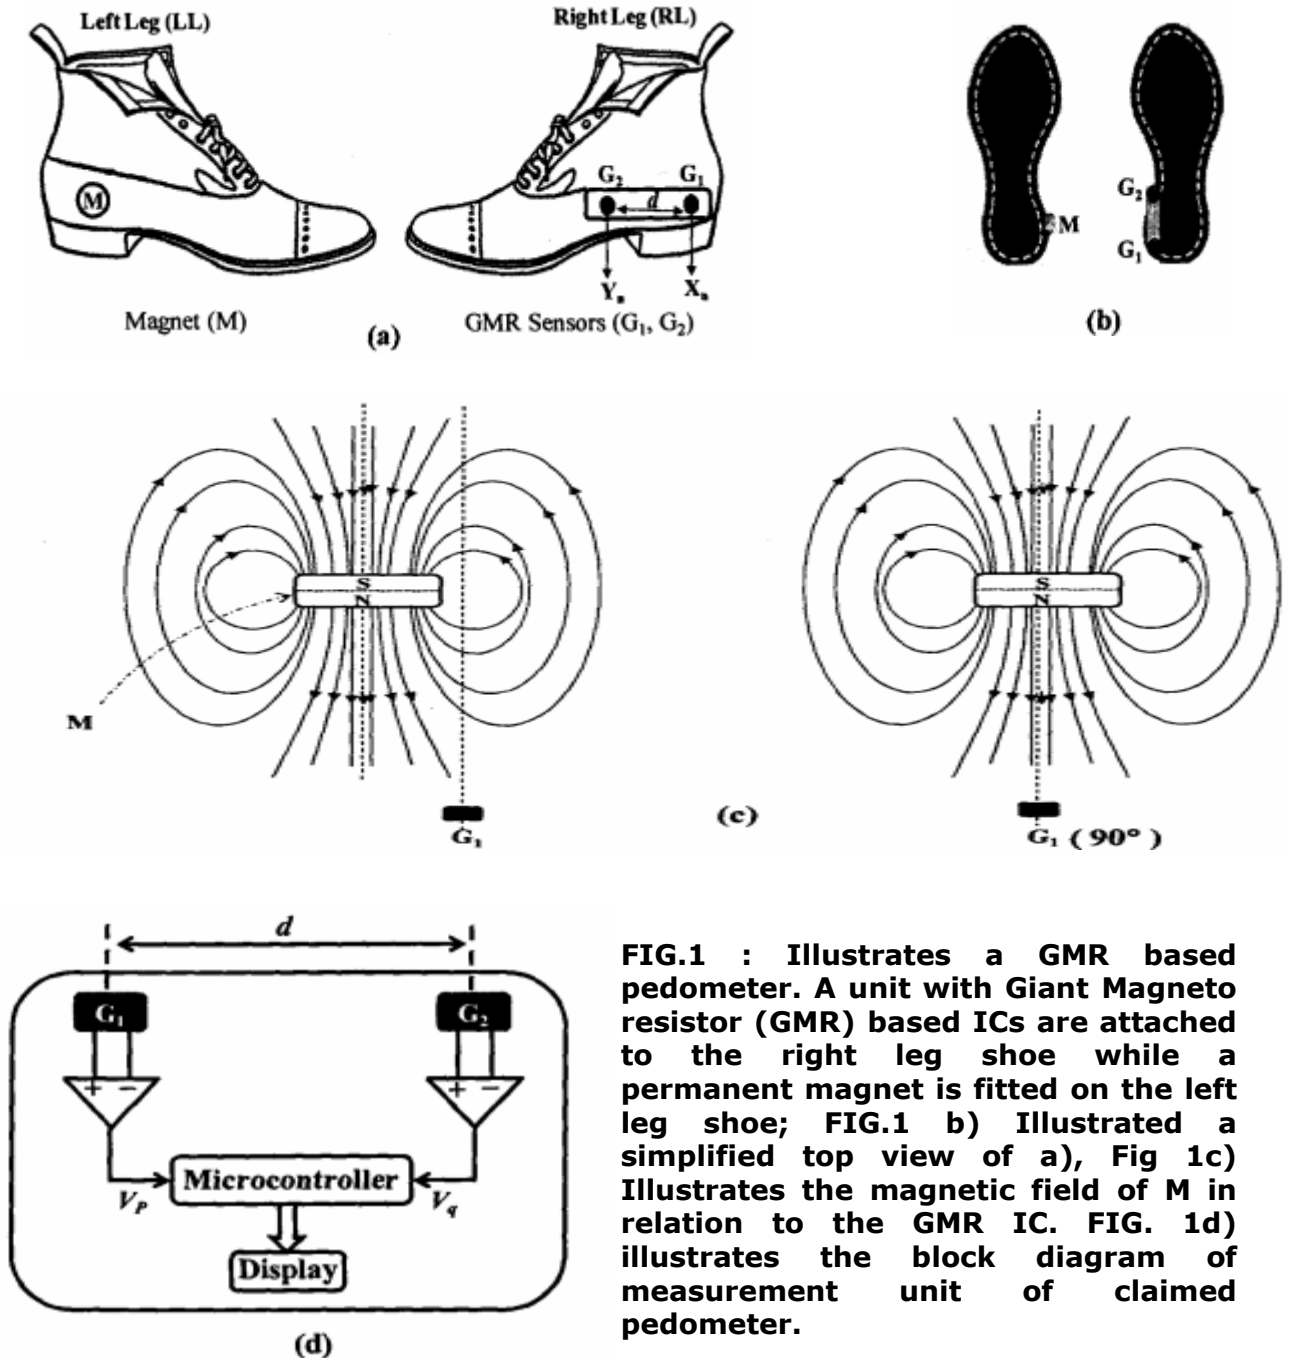 Left Leg (LL)
Right Leg (RL)
M
G₂ G₁
d
Yₙ Xₙ
Magnet (M)
GMR Sensors (G₁, G₂)
(a)
G₂
M
G₁
(b)
S
N
M
G₁
S
N
G₁ ( 90° )
(c)
d
G₁ G₂
+ − + −
Microcontroller
Vₚ V_q
Display
(d)
FIG.1 : Illustrates a GMR based
pedometer. A unit with Giant Magneto
resistor (GMR) based ICs are attached
to the right leg shoe while a
permanent magnet is fitted on the left
leg shoe; FIG.1 b) Illustrated a
simplified top view of a), Fig 1c)
Illustrates the magnetic field of M in
relation to the GMR IC. FIG. 1d)
illustrates the block diagram of
measurement unit of claimed
pedometer.